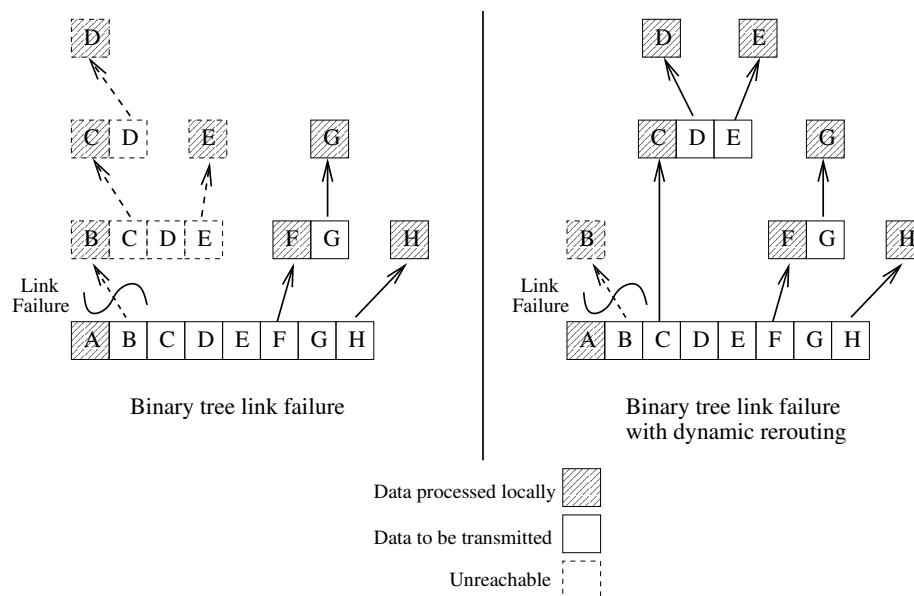 D
C D E G
B C D E F G H
Link
Failure
A B C D E F G H
Binary tree link failure
D E
C D E G
B F G H
Link
Failure
A B C D E F G H
Binary tree link failure
with dynamic rerouting
Data processed locally
Data to be transmitted
Unreachable